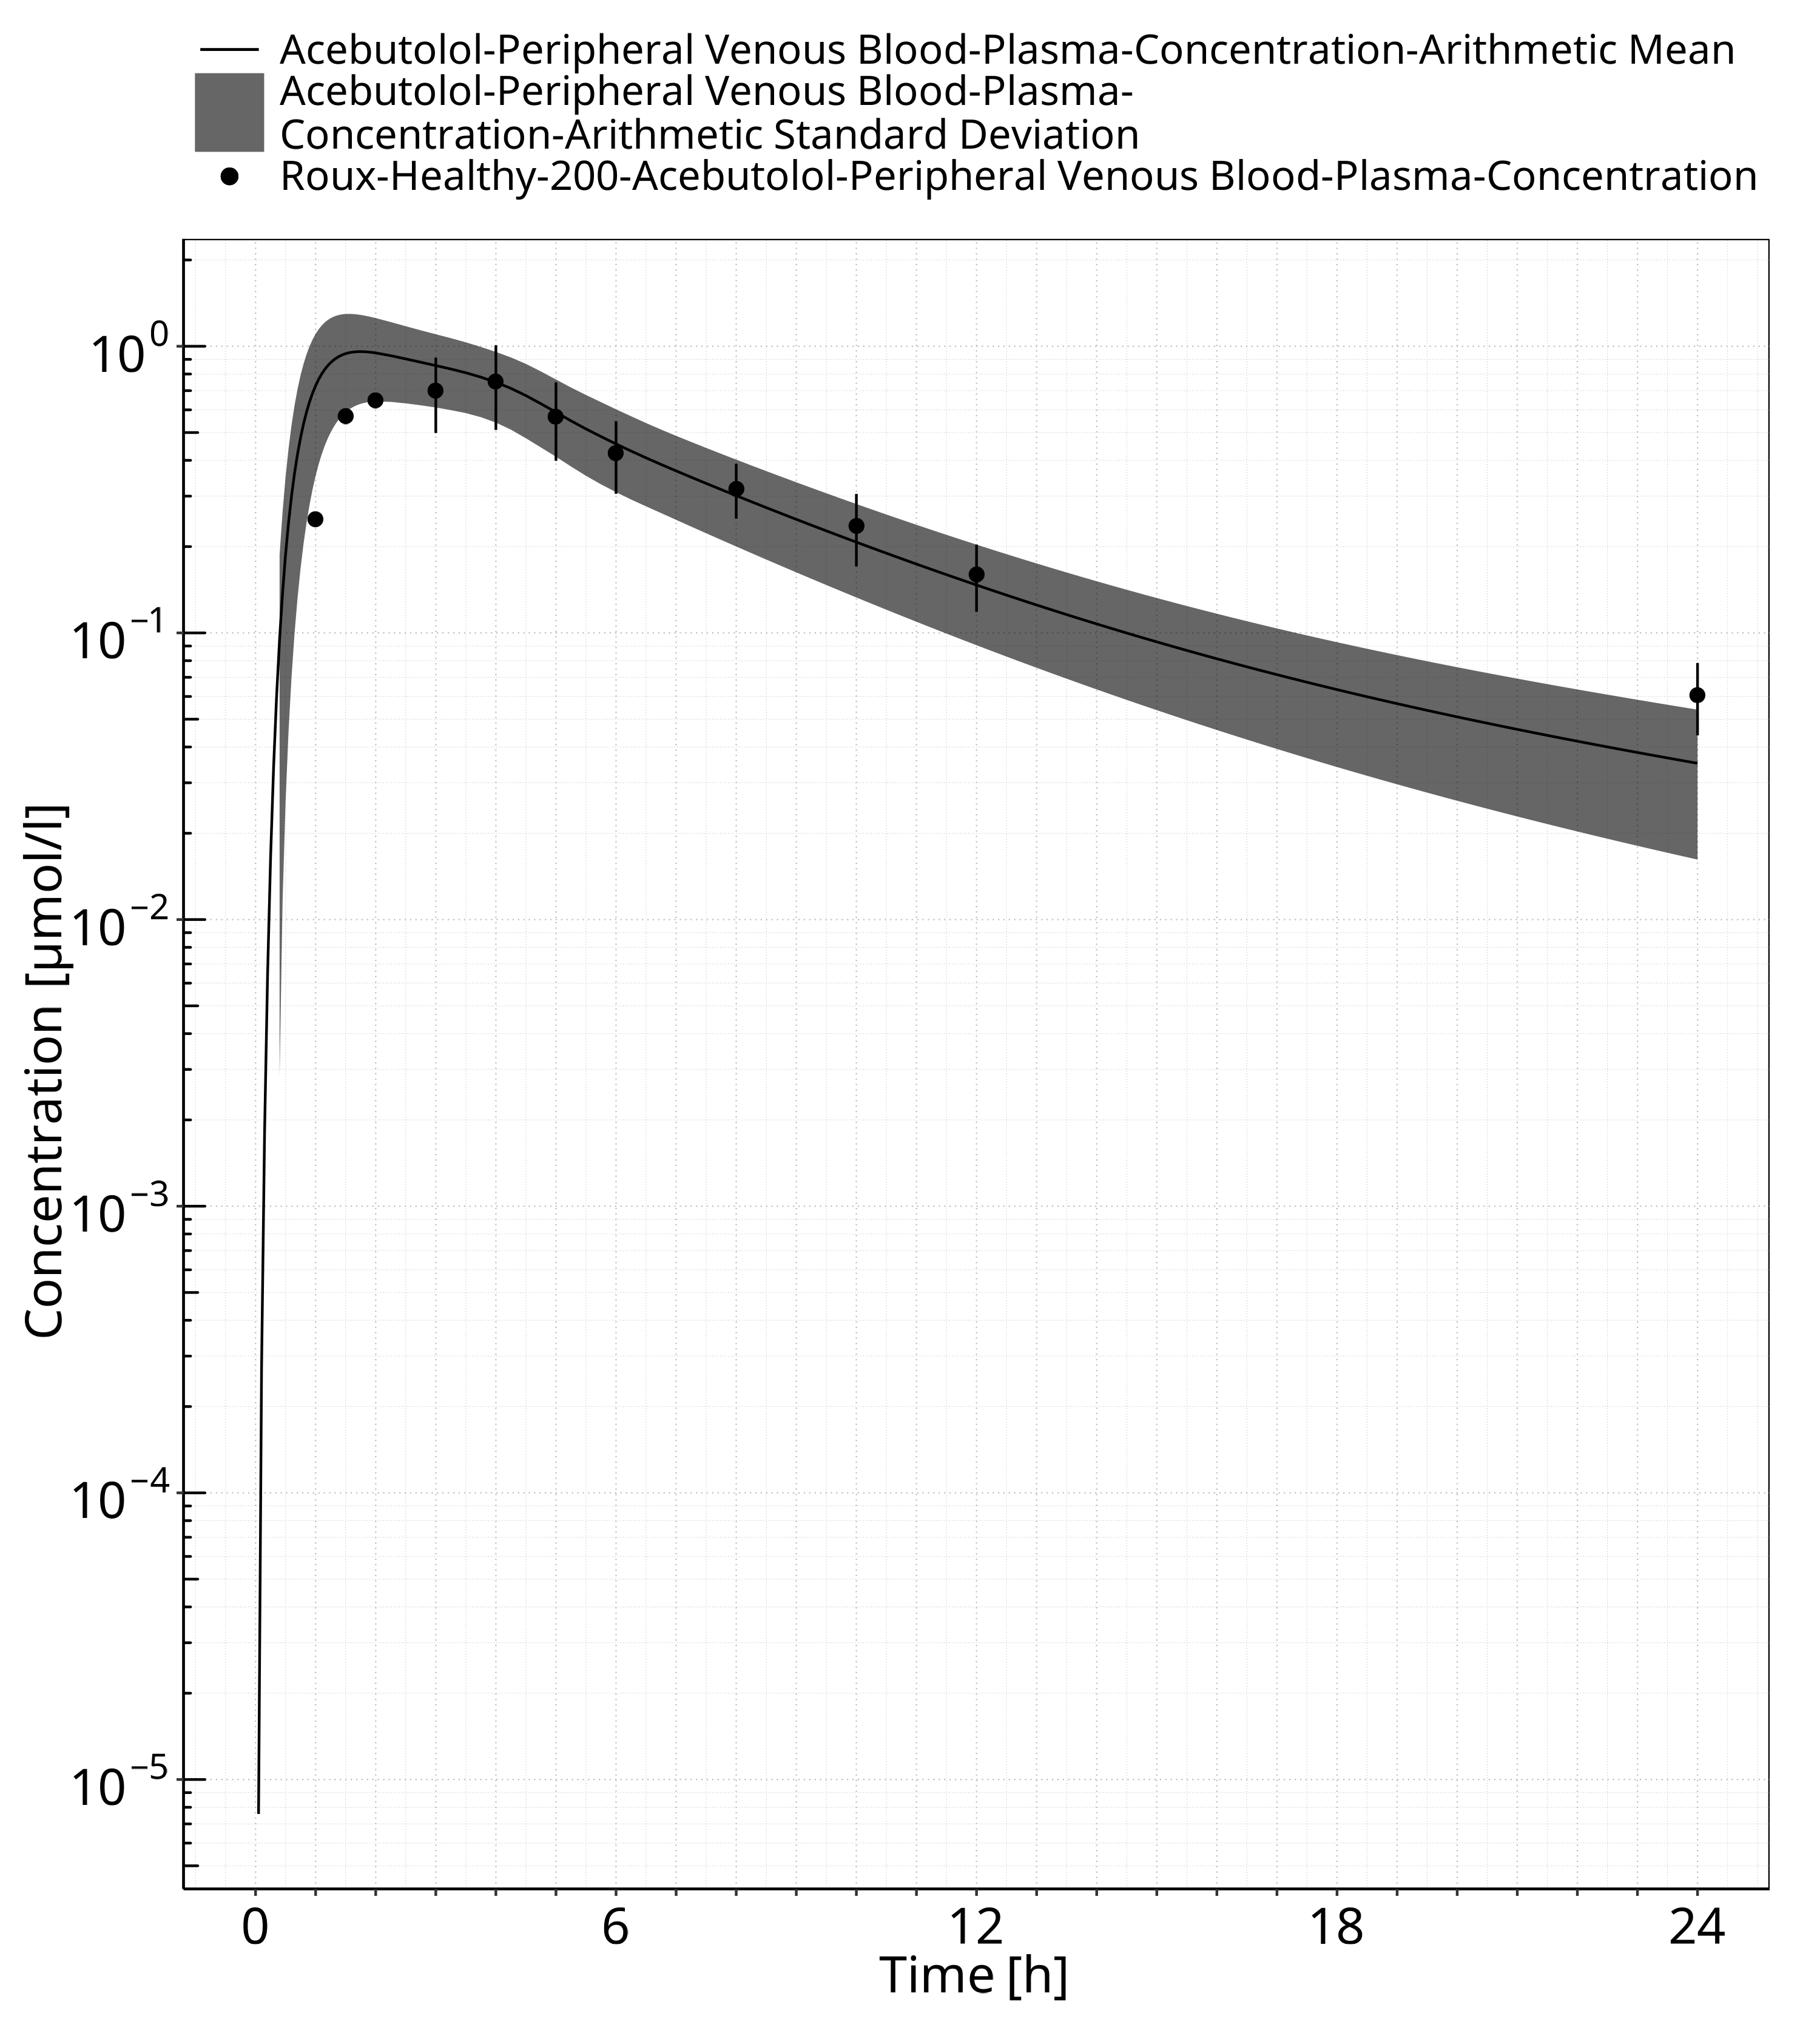 Acebutolol-Peripheral Venous Blood-Plasma-Concentration-Arithmetic Mean
Acebutolol-Peripheral Venous Blood-Plasma-
Concentration-Arithmetic Standard Deviation
Roux-Healthy-200-Acebutolol-Peripheral Venous Blood-Plasma-Concentration
Concentration [µmol/l]
10⁰
10⁻¹
10⁻²
10⁻³
10⁻⁴
10⁻⁵
0 6 12 18 24
Time [h]